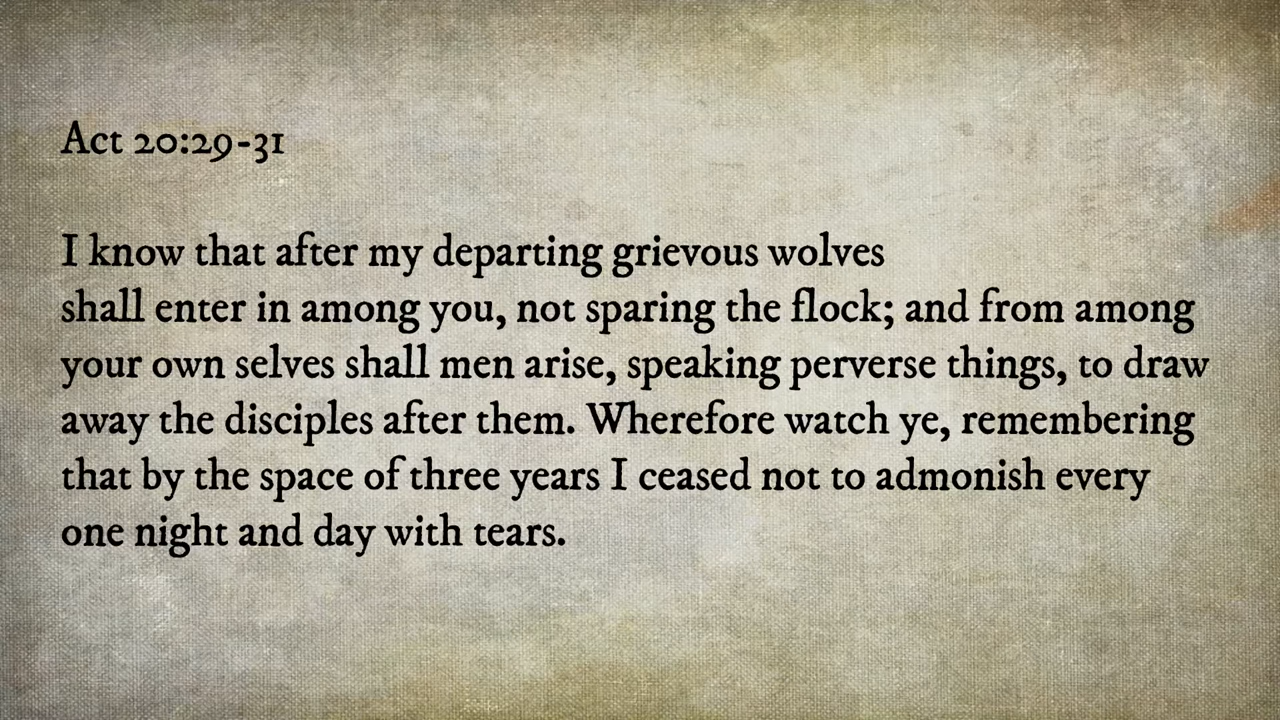 Act 20:29-31
I know that after my departing grievous wolves
shall enter in among you, not sparing the flock; and from among
your own selves shall men arise, speaking perverse things, to draw
away the disciples after them. Wherefore watch ye, remembering
that by the space of three years I ceased not to admonish every
one night and day with tears.